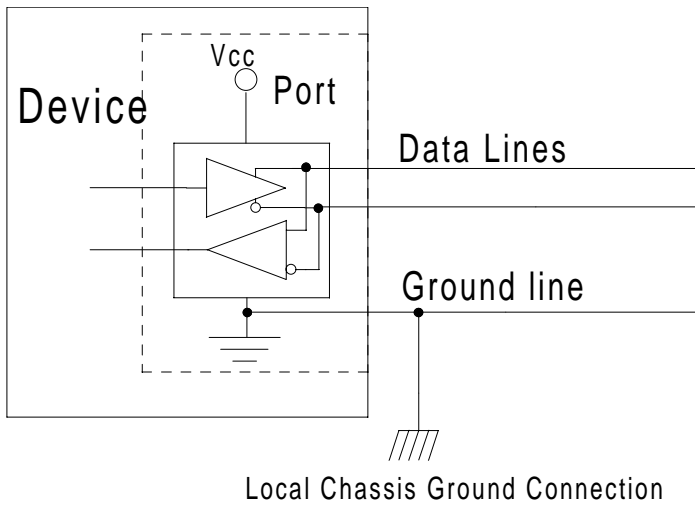 Vcc
Device
Port
Data Lines
Ground line
Local Chassis Ground Connection